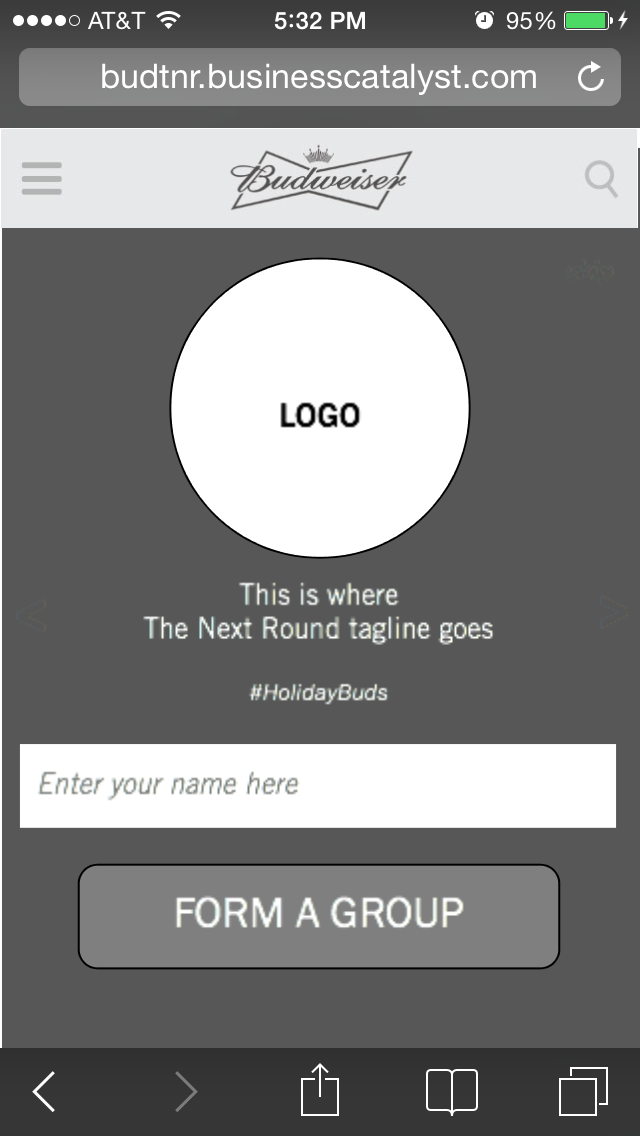 AT&T 5:32 PM 95%
budtnr.businesscatalyst.com
Budweiser
LOGO
This is where
The Next Round tagline goes
#HolidayBuds
Enter your name here
FORM A GROUP